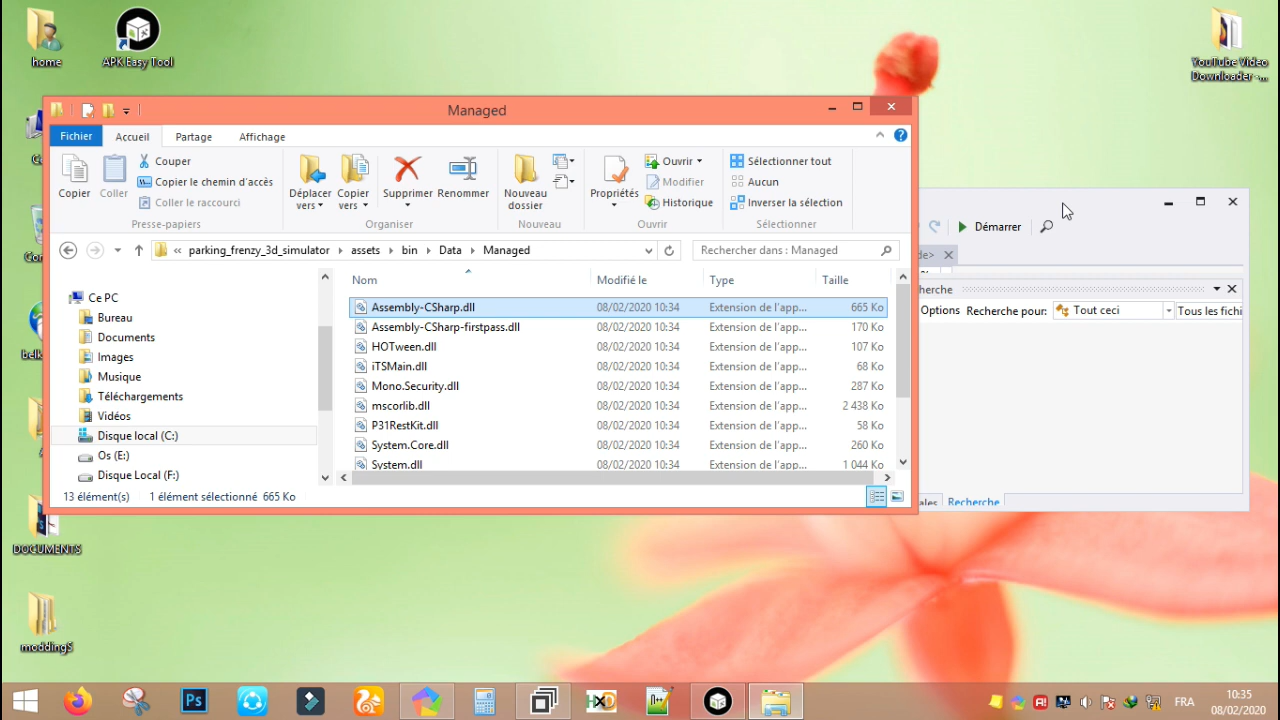 home
APK Easy Tool
YouTube Video
Downloader -...
Managed
Fichier
Accueil
Partage
Affichage
Copier
Coller
Couper
Copier le chemin d'accès
Coller le raccourci
Presse-papiers
Déplacer
vers
Copier
vers
Supprimer
Renommer
Organiser
Nouveau
dossier
Nouveau
Propriétés
Ouvrir
Modifier
Historique
Ouvrir
Sélectionner tout
Aucun
Inverser la sélection
Sélectionner
Démarrer
« parking_frenzy_3d_simulator assets bin Data Managed
Rechercher dans : Managed
de>
Nom Modifié le Type Taille
Ce PC
Bureau
Documents
Images
Musique
Téléchargements
Vidéos
Disque local (C:)
Os (E:)
Disque Local (F:)
Assembly-CSharp.dll 08/02/2020 10:34 Extension de l'app... 665 Ko
Assembly-CSharp-firstpass.dll 08/02/2020 10:34 Extension de l'app... 170 Ko
HOTween.dll 08/02/2020 10:34 Extension de l'app... 107 Ko
iTSMain.dll 08/02/2020 10:34 Extension de l'app... 68 Ko
Mono.Security.dll 08/02/2020 10:34 Extension de l'app... 287 Ko
mscorlib.dll 08/02/2020 10:34 Extension de l'app... 2 438 Ko
P31RestKit.dll 08/02/2020 10:34 Extension de l'app... 58 Ko
System.Core.dll 08/02/2020 10:34 Extension de l'app... 260 Ko
System.dll 08/02/2020 10:34 Extension de l'app... 1 044 Ko
13 élément(s) 1 élément sélectionné 665 Ko
herche
Options Recherche pour: Tout ceci Tous les fichi
ales Recherche
belk
DOCUMENTS
moddingS
Ps
HXD
FRA
10:35
08/02/2020